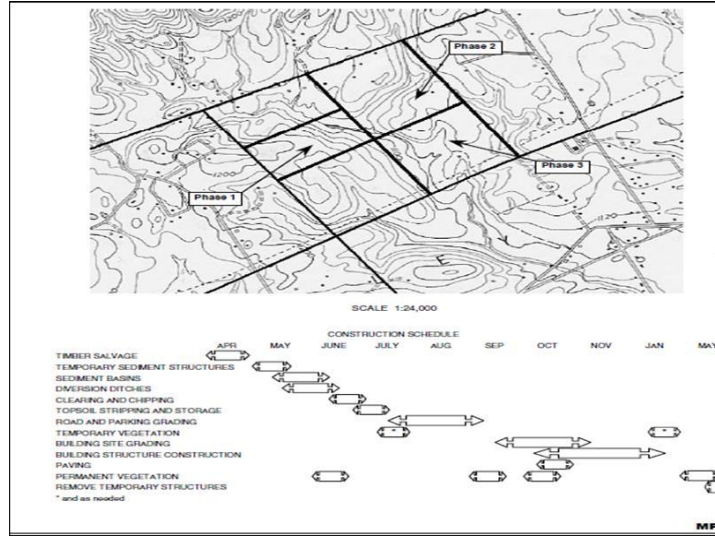 Phase 2
Phase 3
Phase 1
SCALE 1:24,000
CONSTRUCTION SCHEDULE
APR MAY JUNE JULY AUG SEP OCT NOV JAN MAY
TIMBER SALVAGE
TEMPORARY SEDIMENT STRUCTURES
SEDIMENT BASINS
DIVERSION DITCHES
CLEARING AND CHIPPING
TOPSOIL STRIPPING AND STORAGE
ROAD AND PARKING GRADING
TEMPORARY VEGETATION * *
BUILDING SITE GRADING
BUILDING STRUCTURE CONSTRUCTION
PAVING
PERMANENT VEGETATION
REMOVE TEMPORARY STRUCTURES
* and as needed